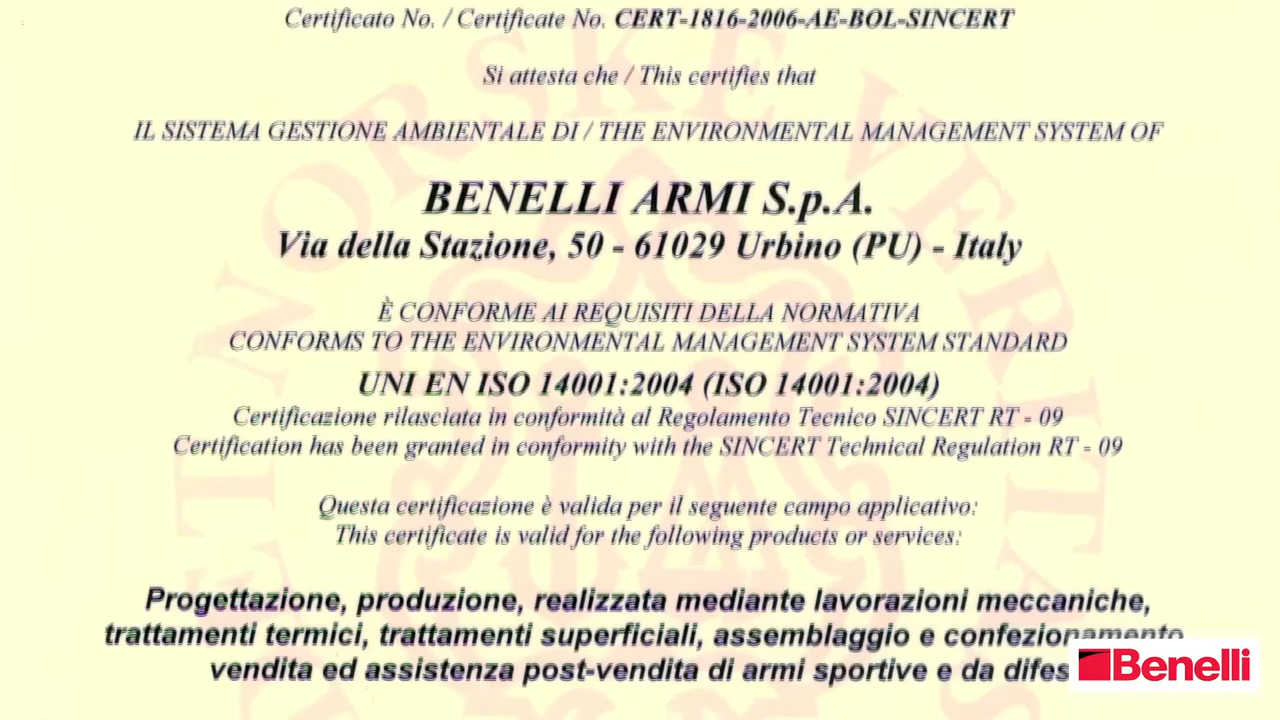 Certificato No. / Certificate No. CERT-1816-2006-AE-BOL-SINCERT
Si attesta che / This certifies that
IL SISTEMA GESTIONE AMBIENTALE DI / THE ENVIRONMENTAL MANAGEMENT SYSTEM OF
BENELLI ARMI S.p.A.
Via della Stazione, 50 - 61029 Urbino (PU) - Italy
È CONFORME AI REQUISITI DELLA NORMATIVA
CONFORMS TO THE ENVIRONMENTAL MANAGEMENT SYSTEM STANDARD
UNI EN ISO 14001:2004 (ISO 14001:2004)
Certificazione rilasciata in conformità al Regolamento Tecnico SINCERT RT - 09
Certification has been granted in conformity with the SINCERT Technical Regulation RT - 09
Questa certificazione è valida per il seguente campo applicativo:
This certificate is valid for the following products or services:
Progettazione, produzione, realizzata mediante lavorazioni meccaniche,
trattamenti termici, trattamenti superficiali, assemblaggio e confezionamento
vendita ed assistenza post-vendita di armi sportive e da difes
Benelli
NORSKE VERITAS